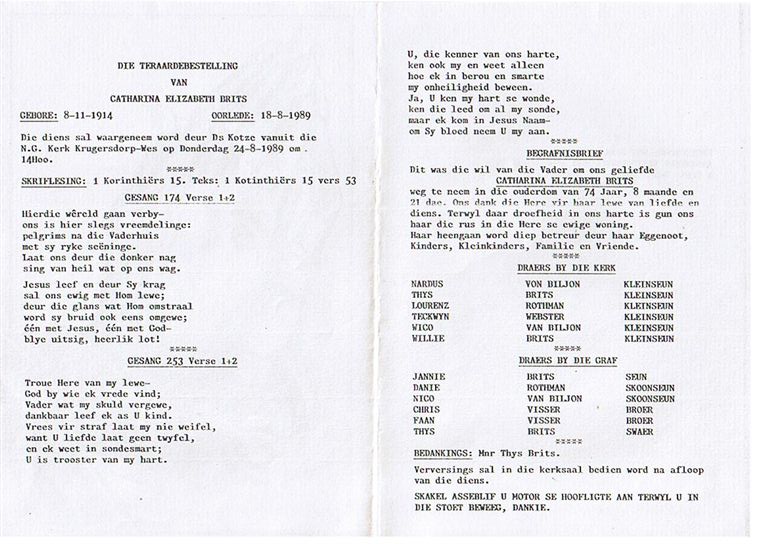 DIE TERAARDEBESTELLING
VAN
CATHARINA ELIZABETH BRITS
GEBORE: 8-11-1914 OORLEDE: 18-8-1989
Die diens sal waargeneem word deur Ds Kotze vanuit die
N.G. Kerk Krugersdorp-Wes op Donderdag 24-8-1989 om .
14Hoo.
*****
SKRIFLESING: 1 Korinthiërs 15. Teks: 1 Kotinthiërs 15 vers 53
GESANG 174 Verse 1+2
Hierdie wêreld gaan verby-
ons is hier slegs vreemdelinge:
pelgrims na die Vaderhuis
met sy ryke seëninge.
Laat ons deur die donker nag
sing van heil wat op ons wag.
Jesus leef en deur Sy krag
sal ons ewig met Hom lewe;
deur die glans wat Hom omstraal
word sy bruid ook eens omgewe;
één met Jesus, één met God-
blye uitsig, heerlik lot!
*****
GESANG 253 Verse 1+2
Troue Here van my lewe-
God by wie ek vrede vind;
Vader wat my skuld vergewe,
dankbaar leef ek as U kind.
Vrees vir straf laat my nie weifel,
want U liefde laat geen twyfel,
en ek weet in sondesmart;
U is trooster van my hart.
U, die kenner van ons harte,
ken ook my en weet alleen
hoe ek in berou en smarte
my onheiligheid beween.
Ja, U ken my hart se wonde,
ken die leed om al my sonde,
maar ek kom in Jesus Naam-
om Sy bloed neem U my aan.
*****
BEGRAFNISBRIEF
Dit was die wil van die Vader om ons geliefde
CATHARINA ELIZABETH BRITS
weg te neem in die ouderdom van 74 Jaar, 8 maande en
21 dae. Ons dank die Here vir haar lewe van liefde en
diens. Terwyl daar droefheid in ons harte is gun ons
haar die rus in die Here se ewige woning.
Haar heengaan word diep betreur deur haar Eggenoot,
Kinders, Kleinkinders, Familie en Vriende.
*****
DRAERS BY DIE KERK
NARDUS VON BILJON KLEINSEUN
THYS BRITS KLEINSEUN
LOURENZ ROTHMAN KLEINSEUN
TECKWYN WEBSTER KLEINSEUN
WICO VAN BILJON KLEINSEUN
WILLIE BRITS KLEINSEUN
*****
DRAERS BY DIE GRAF
JANNIE BRITS SEUN
DANIE ROTHMAN SKOONSEUN
NICO VAN BILJON SKOONSEUN
CHRIS VISSER BROER
FAAN VISSER BROER
THYS BRITS SWAER
*****
BEDANKINGS: Mnr Thys Brits.
Verversings sal in die kerksaal bedien word na afloop
van die diens.
SKAKEL ASSEBLIF U MOTOR SE HOOFLIGTE AAN TERWYL U IN
DIE STOET BEWEEG, DANKIE.